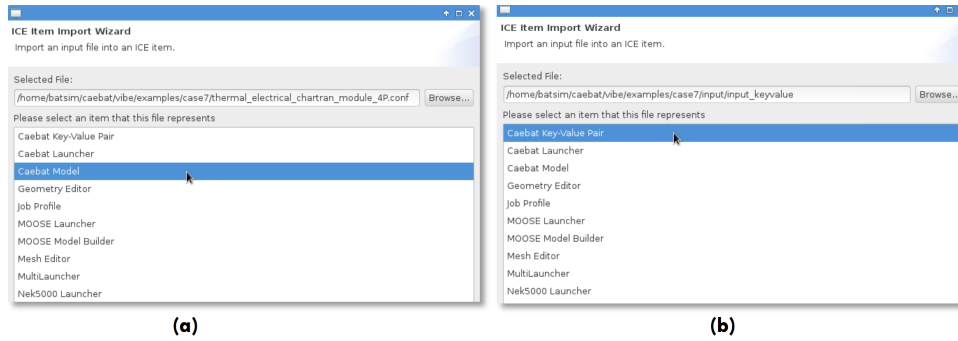 ICE Item Import Wizard
Import an input file into an ICE item.
Selected File:
/home/batsim/caebat/vibe/examples/case7/thermal_electrical_chartran_module_4P.conf Browse...
Please select an item that this file represents
Caebat Key-Value Pair
Caebat Launcher
Caebat Model
Geometry Editor
Job Profile
MOOSE Launcher
MOOSE Model Builder
Mesh Editor
MultiLauncher
Nek5000 Launcher
(a)
ICE Item Import Wizard
Import an input file into an ICE item.
Selected File:
/home/batsim/caebat/vibe/examples/case7/input/input_keyvalue Browse..
Please select an item that this file represents
Caebat Key-Value Pair
Caebat Launcher
Caebat Model
Geometry Editor
Job Profile
MOOSE Launcher
MOOSE Model Builder
Mesh Editor
MultiLauncher
Nek5000 Launcher
(b)